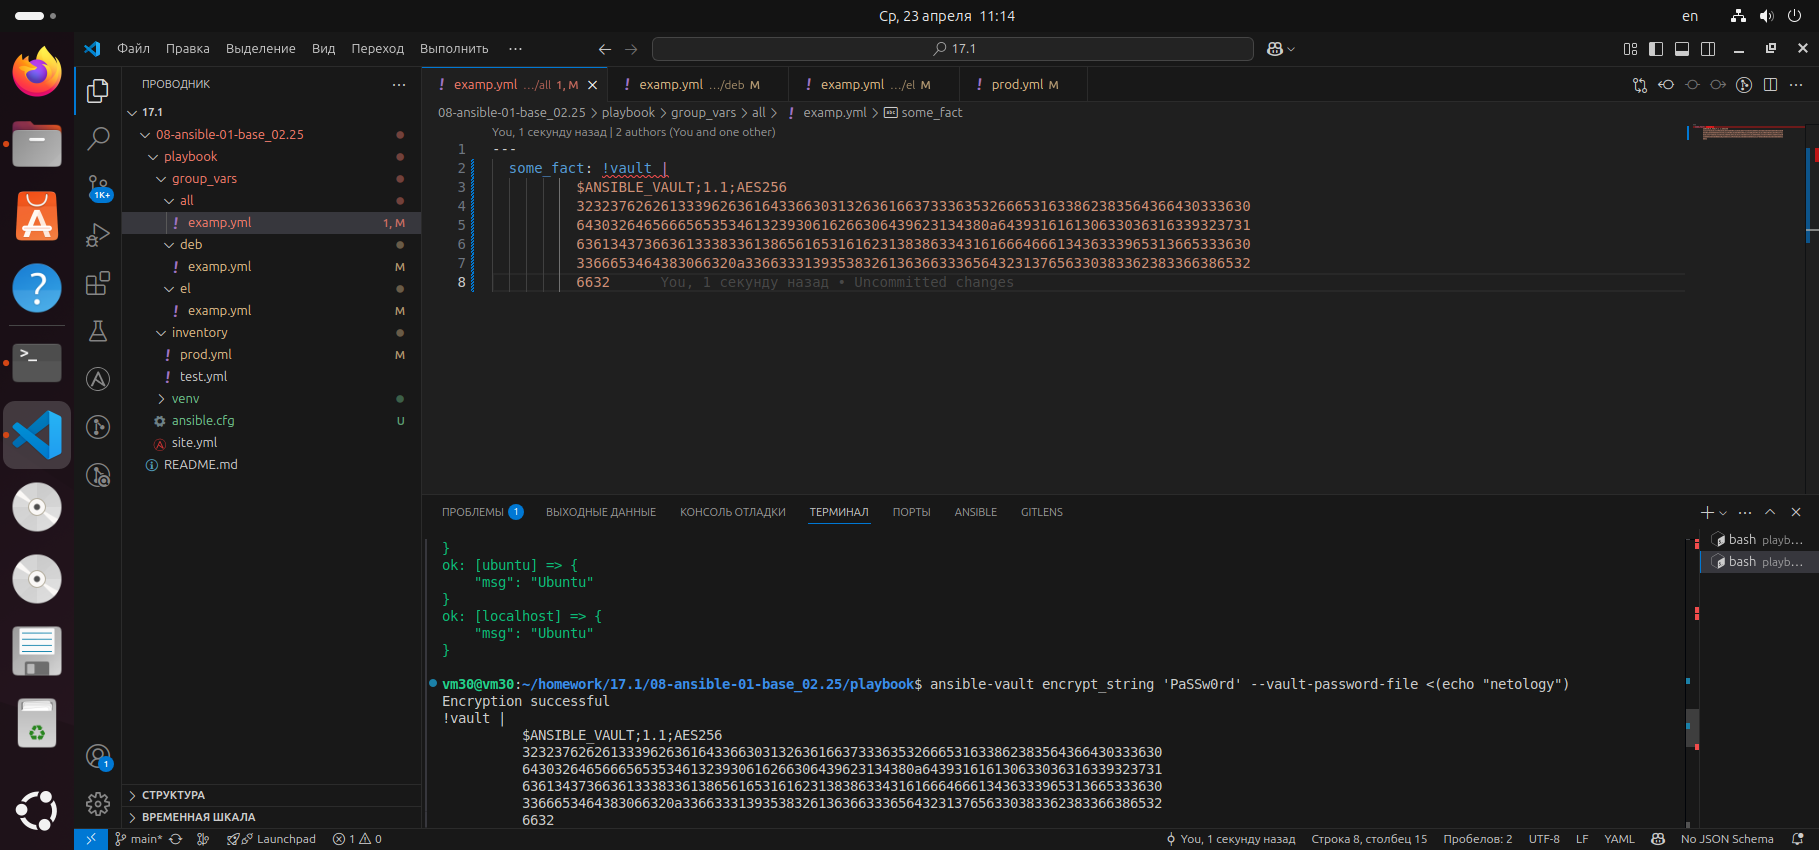 Ср, 23 апреля 11:14
en
Файл Правка Выделение Вид Переход Выполнить ···
17.1
ПРОВОДНИК
17.1
08-ansible-01-base_02.25
playbook
group_vars
all
examp.yml 1, M
deb
examp.yml M
el
examp.yml M
inventory
prod.yml M
test.yml
venv
ansible.cfg U
site.yml
README.md
СТРУКТУРА
ВРЕМЕННАЯ ШКАЛА
1K+
1
examp.yml .../all 1, M
examp.yml .../deb M
examp.yml .../el M
prod.yml M
08-ansible-01-base_02.25 > playbook > group_vars > all > examp.yml > some_fact
You, 1 секунду назад | 2 authors (You and one other)
1 ---
2 some_fact: !vault |
3 $ANSIBLE_VAULT;1.1;AES256
4 32323762626133396263616433663031326361663733363532666531633862383564366430333630
5 6430326465666565353461323930616266306439623134380a643931616130633036316339323731
6 63613437366361333833613865616531616231383863343161666466613436333965313665333630
7 3366653464383066320a336633313935383261363663336564323137656330383362383366386532
8 6632 You, 1 секунду назад • Uncommitted changes
ПРОБЛЕМЫ 1 ВЫХОДНЫЕ ДАННЫЕ КОНСОЛЬ ОТЛАДКИ ТЕРМИНАЛ ПОРТЫ ANSIBLE GITLENS
bash playb...
bash playb...
}
ok: [ubuntu] => {
"msg": "Ubuntu"
}
ok: [localhost] => {
"msg": "Ubuntu"
}
vm30@vm30:~/homework/17.1/08-ansible-01-base_02.25/playbook$ ansible-vault encrypt_string 'PaSSw0rd' --vault-password-file <(echo "netology")
Encryption successful
!vault |
$ANSIBLE_VAULT;1.1;AES256
32323762626133396263616433663031326361663733363532666531633862383564366430333630
6430326465666565353461323930616266306439623134380a643931616130633036316339323731
63613437366361333833613865616531616231383863343161666466613436333965313665333630
3366653464383066320a336633313935383261363663336564323137656330383362383366386532
6632
main* Launchpad 1 0 You, 1 секунду назад Строка 8, столбец 15 Пробелов: 2 UTF-8 LF YAML No JSON Schema